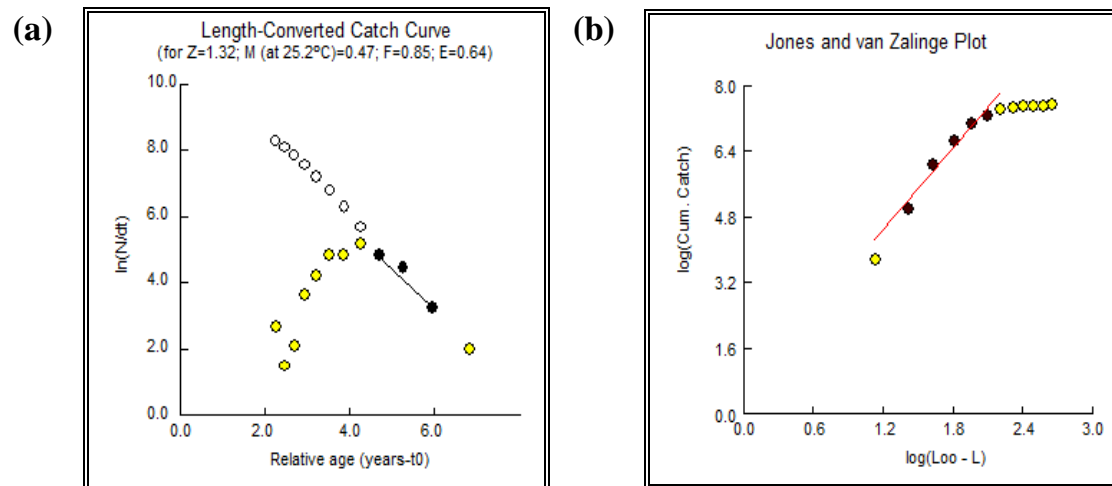 (a)
Length-Converted Catch Curve
(for Z=1.32; M (at 25.2ºC)=0.47; F=0.85; E=0.64)
10.0
8.0
6.0
4.0
2.0
0.0
ln(N/dt)
0.0 2.0 4.0 6.0
Relative age (years-t0)
(b)
Jones and van Zalinge Plot
8.0
6.4
4.8
3.2
1.6
0.0
log(Cum. Catch)
0.0 0.6 1.2 1.8 2.4 3.0
log(Loo - L)